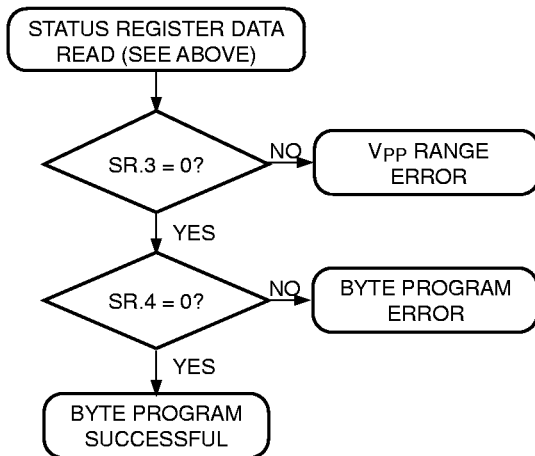 STATUS REGISTER DATA
READ (SEE ABOVE)
SR.3 = 0?
NO
VPP RANGE
ERROR
YES
SR.4 = 0?
NO
BYTE PROGRAM
ERROR
YES
BYTE PROGRAM
SUCCESSFUL